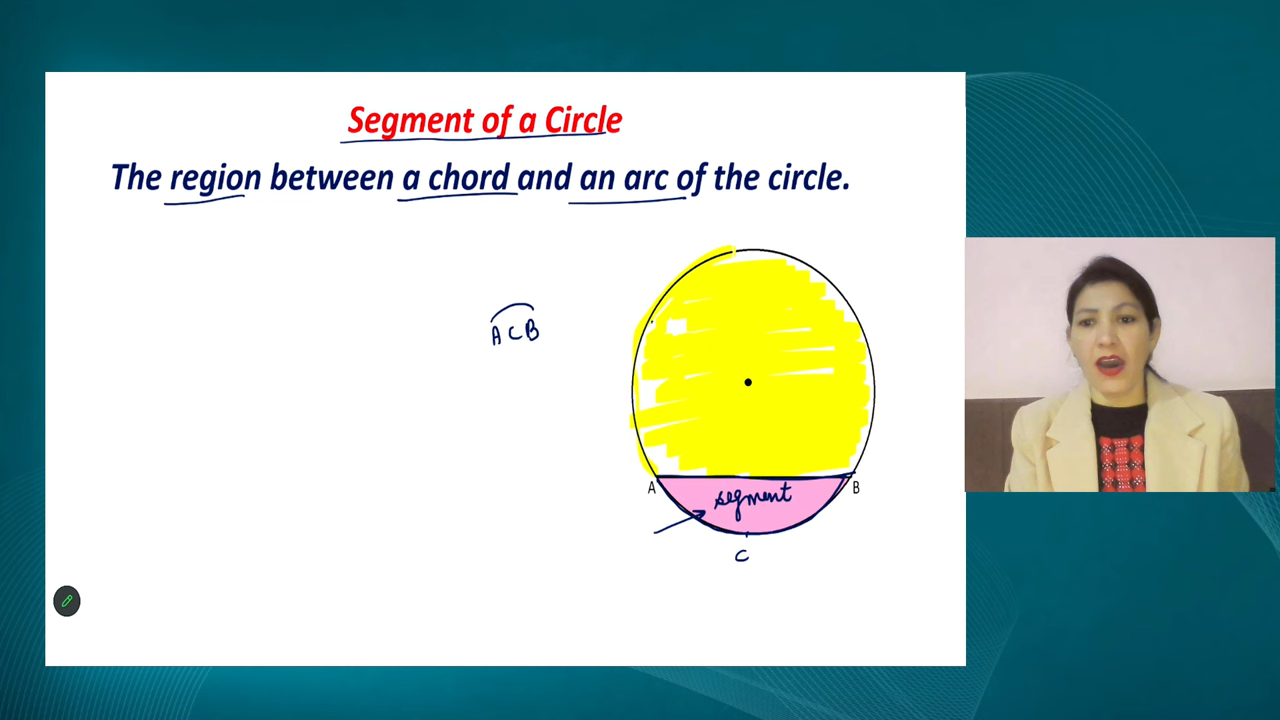 Segment of a Circle
The region between a chord and an arc of the circle.
ACB
A
segment
B
C